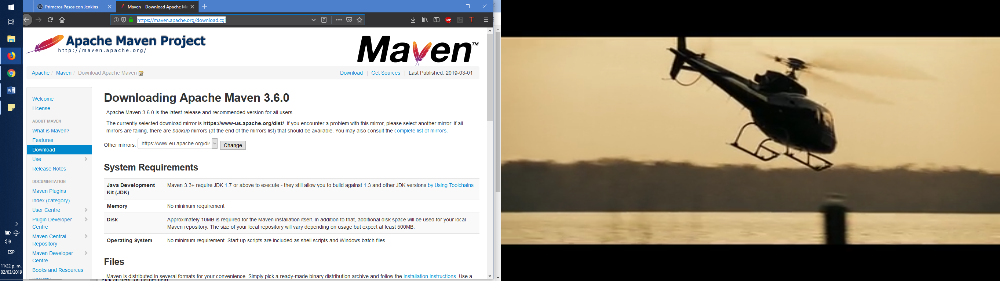 Primeros Pasos con Jenkins
Maven – Download Apache Ma
https://maven.apache.org/download.cgi
ABP
Apache Maven Project
http://maven.apache.org/
Maven™
Apache / Maven / Download Apache Maven
Download | Get Sources | Last Published: 2019-03-01
Welcome
License
ABOUT MAVEN
What is Maven?
Features
Download
Use
Release Notes
DOCUMENTATION
Maven Plugins
Index (category)
User Centre
Plugin Developer
Centre
Maven Central
Repository
Maven Developer
Centre
Books and Resources
Security
Downloading Apache Maven 3.6.0
Apache Maven 3.6.0 is the latest release and recommended version for all users.
The currently selected download mirror is https://www-us.apache.org/dist/. If you encounter a problem with this mirror, please select another mirror. If all
mirrors are failing, there are backup mirrors (at the end of the mirrors list) that should be available. You may also consult the complete list of mirrors.
Other mirrors: https://www-eu.apache.org/dis Change
System Requirements
Java Development
Kit (JDK)
Maven 3.3+ require JDK 1.7 or above to execute - they still allow you to build against 1.3 and other JDK versions by Using Toolchains
Memory
No minimum requirement
Disk
Approximately 10MB is required for the Maven installation itself. In addition to that, additional disk space will be used for your local
Maven repository. The size of your local repository will vary depending on usage but expect at least 500MB.
Operating System
No minimum requirement. Start up scripts are included as shell scripts and Windows batch files.
Files
Maven is distributed in several formats for your convenience. Simply pick a ready-made binary distribution archive and follow the installation instructions. Use a
Pick an item for further help
ESP
11:22 p. m.
02/03/2019